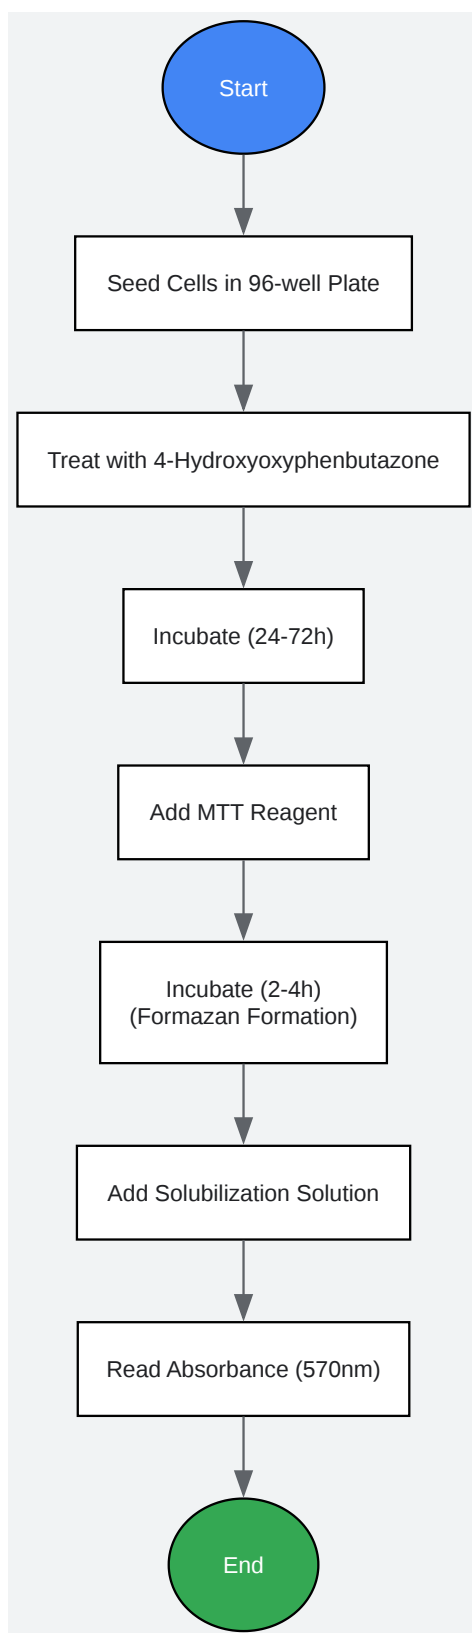 Start
Seed Cells in 96-well Plate
Treat with 4-Hydroxyoxyphenbutazone
Incubate (24-72h)
Add MTT Reagent
Incubate (2-4h)
(Formazan Formation)
Add Solubilization Solution
Read Absorbance (570nm)
End